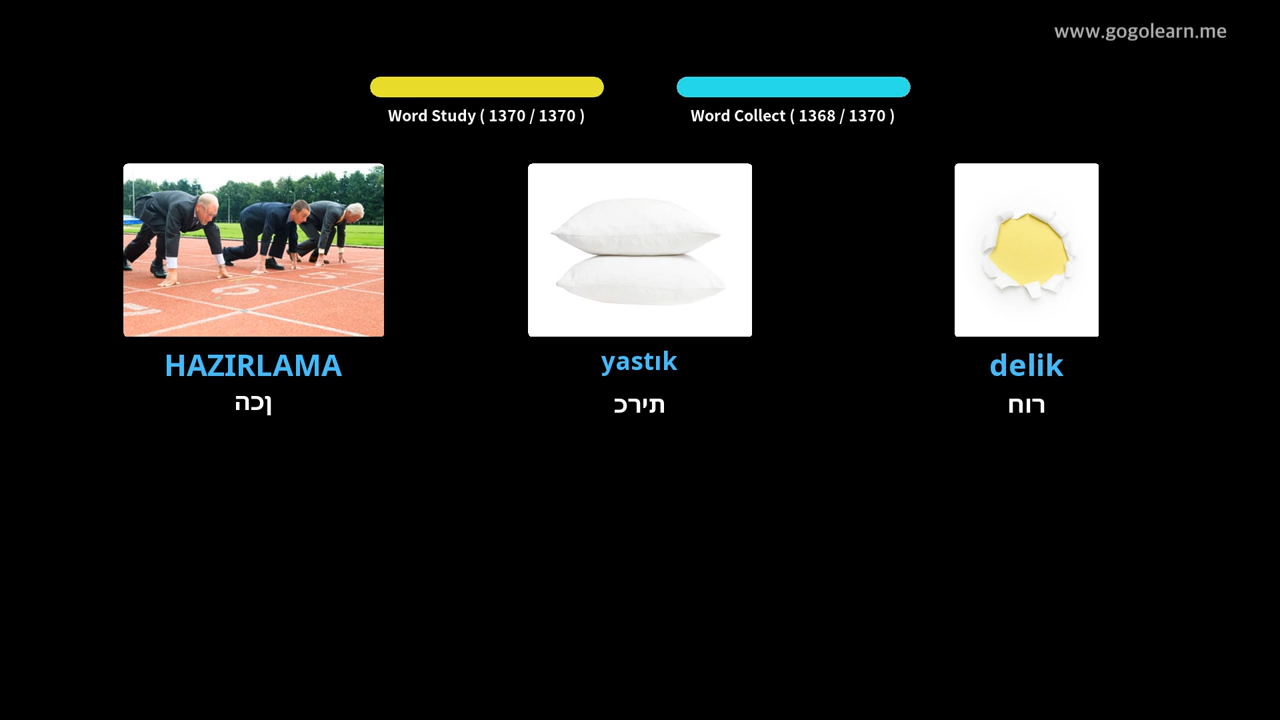 www.gogolearn.me
Word Study ( 1370 / 1370 )
Word Collect ( 1368 / 1370 )
HAZIRLAMA
ןכה
yastık
תירכ
delik
רוח